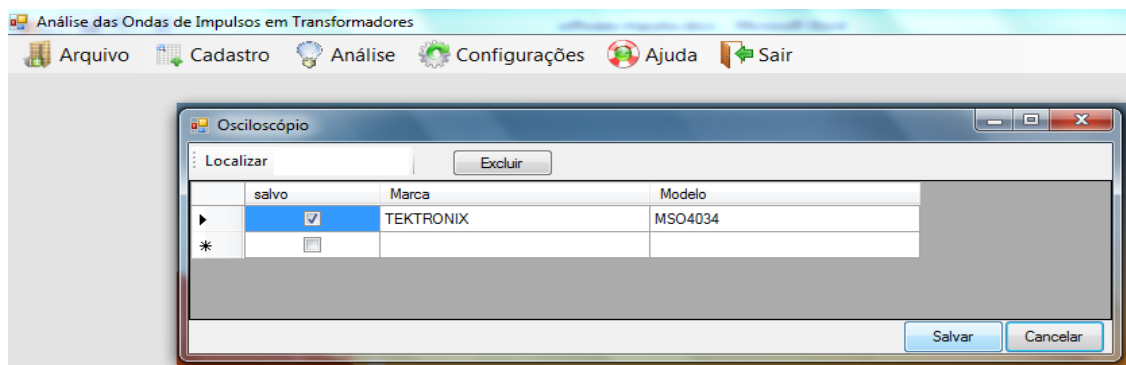 Análise das Ondas de Impulsos em Transformadores
Arquivo Cadastro Análise Configurações Ajuda Sair
Osciloscópio
Localizar Excluir
salvo Marca Modelo
TEKTRONIX MSO4034
Salvar Cancelar